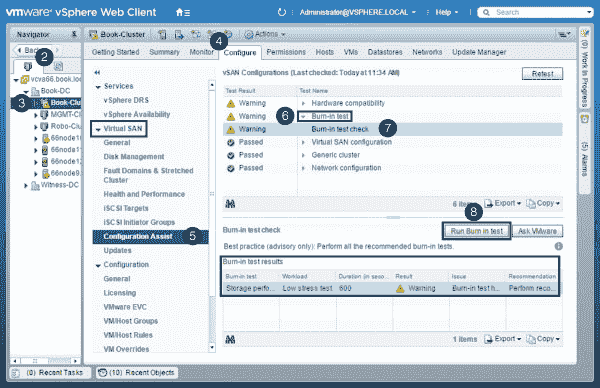 vmware® vSphere Web Client
Administrator@VSPHERE.LOCAL
Help
Search
Navigator
Book-Cluster
Actions
Back
2
4
Getting Started Summary Monitor Configure Permissions Hosts VMs Datastores Networks Update Manager
vcva66.book.loc
Book-DC
3
Book-Clu
MGMT-Cl
Robo-Clu
66node10
66node11
66node12
66node9.
Witness-DC
Services
vSphere DRS
vSphere Availability
Virtual SAN
General
Disk Management
Fault Domains & Stretched
Cluster
Health and Performance
iSCSI Targets
iSCSI Initiator Groups
Configuration Assist
5
Updates
Configuration
General
Licensing
VMware EVC
VM/Host Groups
VM/Host Rules
VM Overrides
vSAN Configurations (Last checked: Today at 11:34 AM)
Retest
Test Result Test Name
Warning Hardware compatibility
Warning 6 Burn-in test
Warning Burn-in test check 7
Passed Virtual SAN configuration
Passed Generic cluster
Passed Network configuration
6 items Export Copy
8
Burn-in test check
Run Burn in test
Ask VMware
Best practice (advisory only): Perform all the recommended burn-in tests.
Burn-in test results
Burn-in test Workload Duration (in seco... Result Issue Recommendation
Storage perfo... Low stress test 600 Warning Burn-in test h... Perform reco...
1 items Export Copy
(0) Work In Progress
(5) Alarms
(0) Recent Tasks
(10) Recent Objects